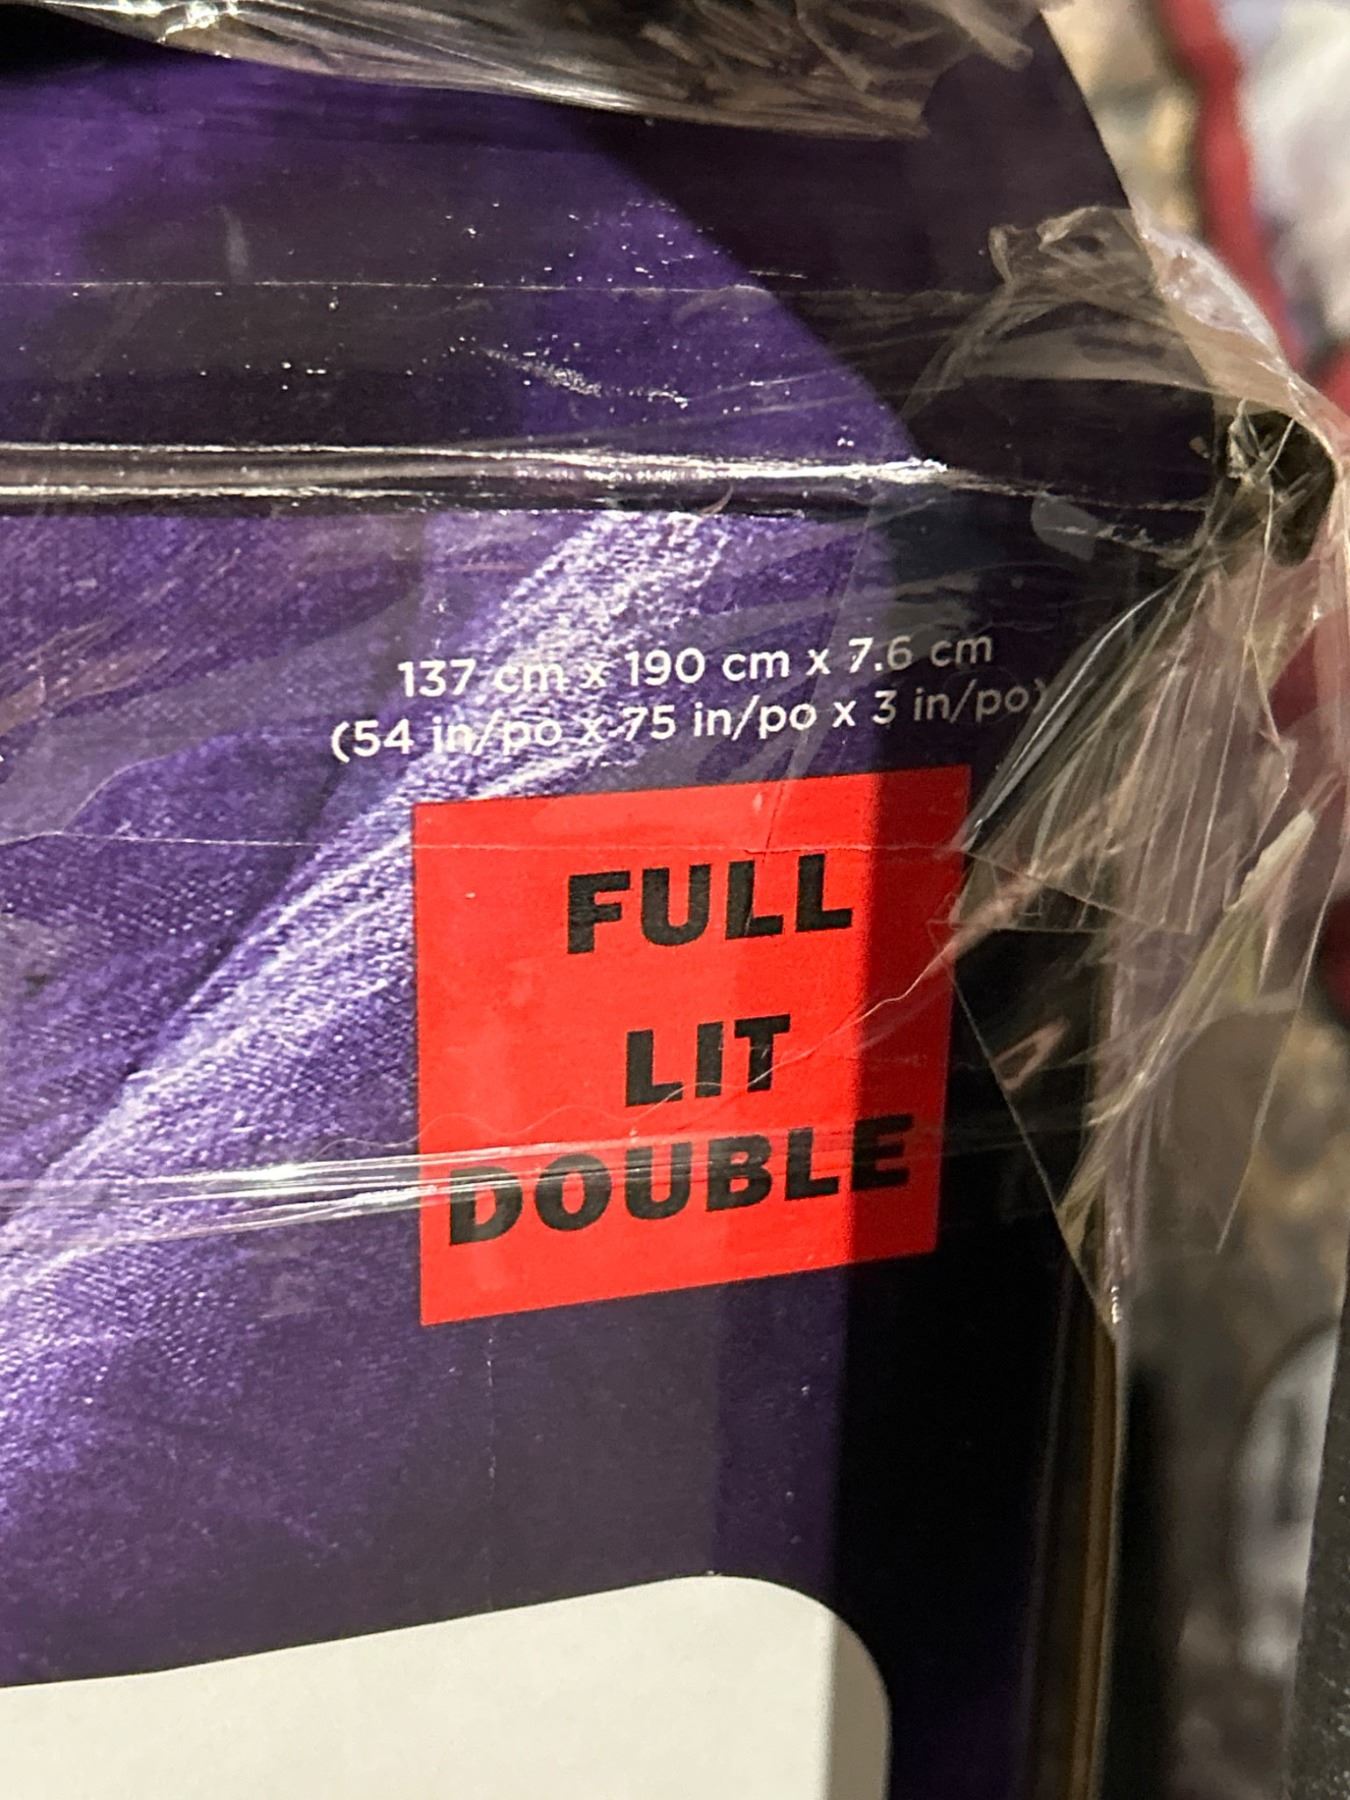 137 cm x 190 cm x 7.6 cm
(54 in/po x 75 in/po x 3 in/po)
FULL
LIT
DOUBLE